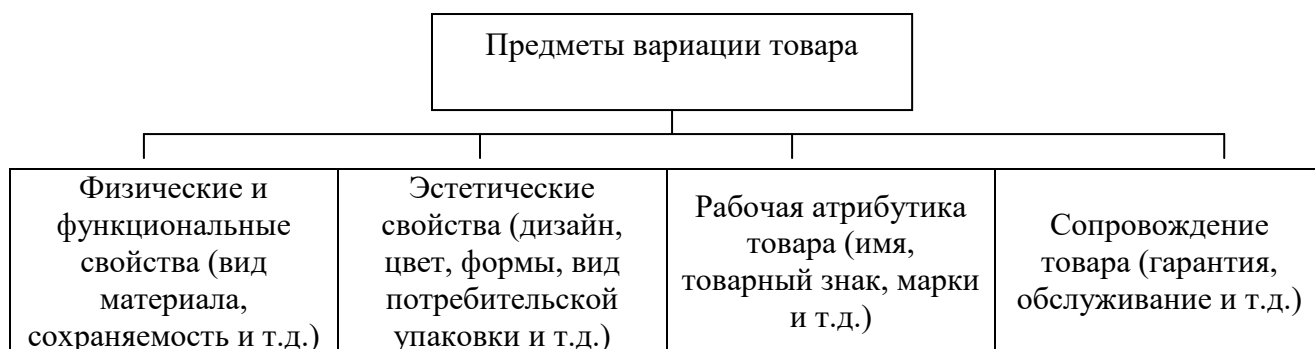 Предметы вариации товара
Физические и
функциональные
свойства (вид
материала,
сохраняемость и т.д.)
Эстетические
свойства (дизайн,
цвет, формы, вид
потребительской
упаковки и т.д.)
Рабочая атрибутика
товара (имя,
товарный знак, марки
и т.д.)
Сопровождение
товара (гарантия,
обслуживание и т.д.)